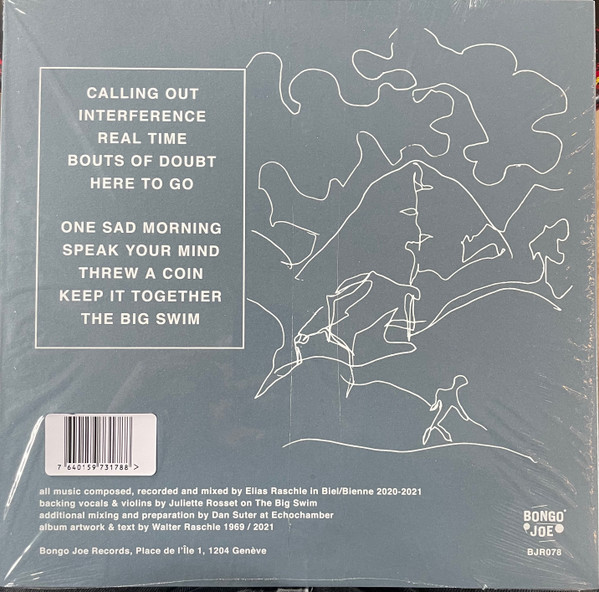 CALLING OUT
INTERFERENCE
REAL TIME
BOUTS OF DOUBT
HERE TO GO
ONE SAD MORNING
SPEAK YOUR MIND
THREW A COIN
KEEP IT TOGETHER
THE BIG SWIM
7 640159 731788 >
all music composed, recorded and mixed by Elias Raschle in Biel/Bienne 2020-2021
backing vocals & violins by Juliette Rosset on The Big Swim
additional mixing and preparation by Dan Suter at Echochamber
album artwork & text by Walter Raschle 1969 / 2021
Bongo Joe Records, Place de l'Île 1, 1204 Genève
BONGO
JOE
BJR078